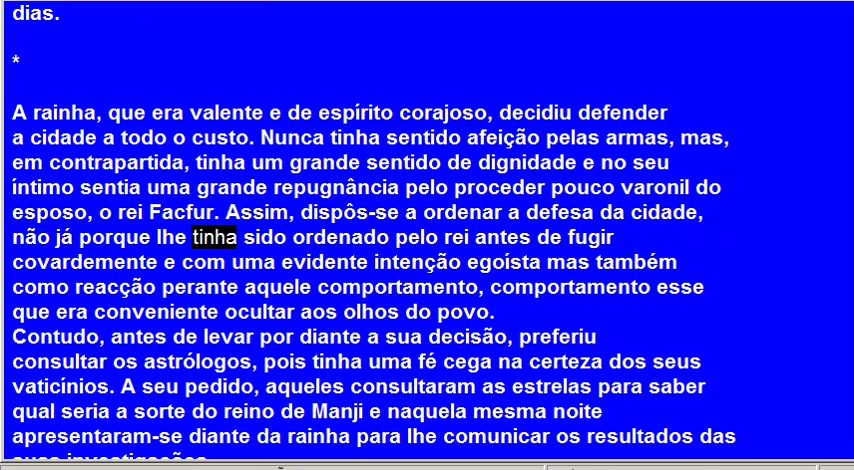 dias.
*
A rainha, que era valente e de espírito corajoso, decidiu defender
a cidade a todo o custo. Nunca tinha sentido afeição pelas armas, mas,
em contrapartida, tinha um grande sentido de dignidade e no seu
íntimo sentia uma grande repugnância pelo proceder pouco varonil do
esposo, o rei Facfur. Assim, dispôs-se a ordenar a defesa da cidade,
não já porque lhe tinha sido ordenado pelo rei antes de fugir
covardemente e com uma evidente intenção egoísta mas também
como reacção perante aquele comportamento, comportamento esse
que era conveniente ocultar aos olhos do povo.
Contudo, antes de levar por diante a sua decisão, preferiu
consultar os astrólogos, pois tinha uma fé cega na certeza dos seus
vaticínios. A seu pedido, aqueles consultaram as estrelas para saber
qual seria a sorte do reino de Manji e naquela mesma noite
apresentaram-se diante da rainha para lhe comunicar os resultados das
suas investigações